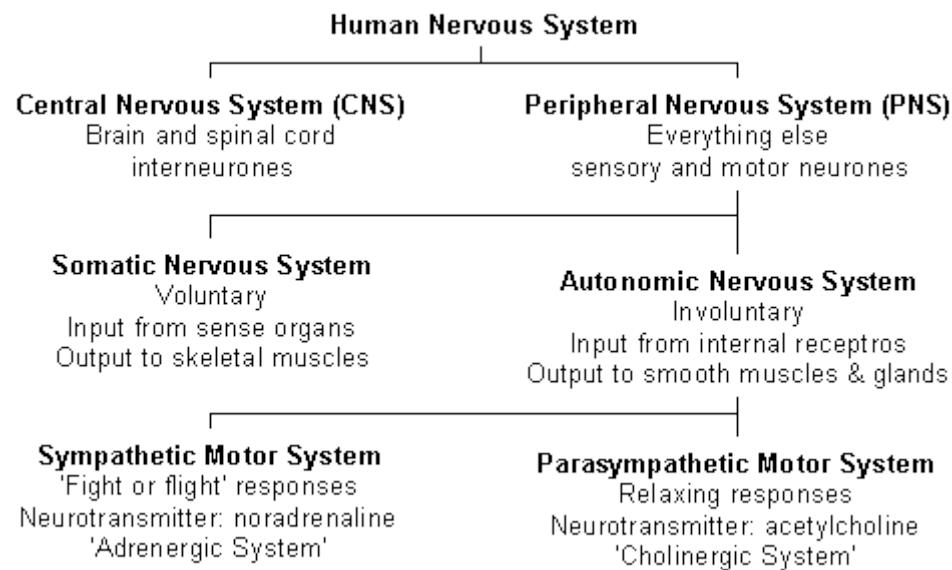 Human Nervous System
Central Nervous System (CNS)
Brain and spinal cord
interneurones
Peripheral Nervous System (PNS)
Everything else
sensory and motor neurones
Somatic Nervous System
Voluntary
Input from sense organs
Output to skeletal muscles
Autonomic Nervous System
Involuntary
Input from internal receptros
Output to smooth muscles & glands
Sympathetic Motor System
'Fight or flight' responses
Neurotransmitter: noradrenaline
'Adrenergic System'
Parasympathetic Motor System
Relaxing responses
Neurotransmitter: acetylcholine
'Cholinergic System'